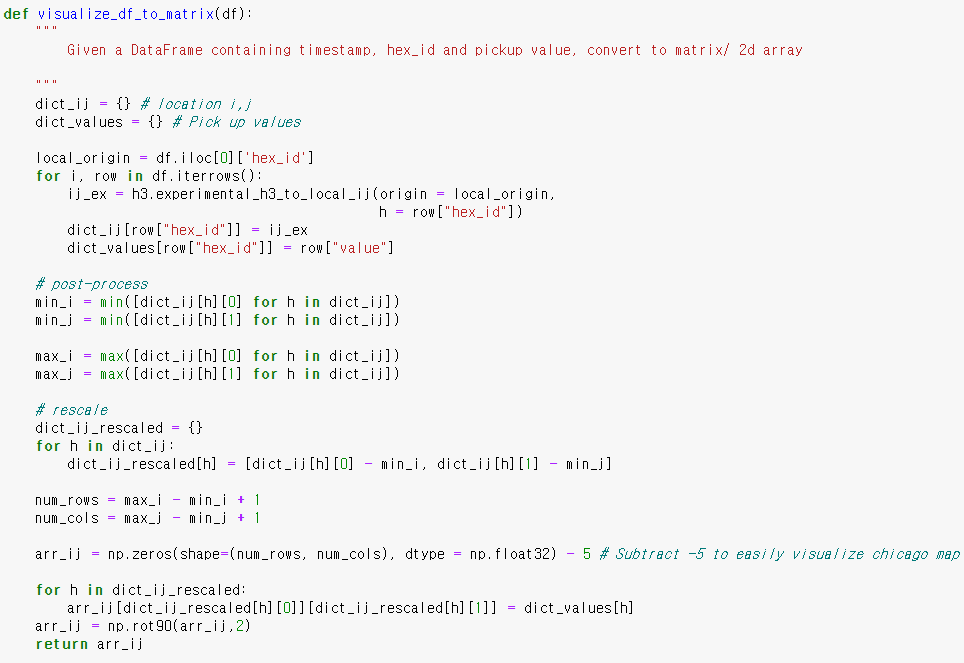 def visualize_df_to_matrix(df):
    """
        Given a DataFrame containing timestamp, hex_id and pickup value, convert to matrix/ 2d array
    """
    dict_ij = {} # location i,j
    dict_values = {} # Pick up values
    local_origin = df.iloc[0]['hex_id']
    for i, row in df.iterrows():
        ij_ex = h3.experimental_h3_to_local_ij(origin = local_origin,
                                               h = row["hex_id"])
        dict_ij[row["hex_id"]] = ij_ex
        dict_values[row["hex_id"]] = row["value"]
    # post-process
    min_i = min([dict_ij[h][0] for h in dict_ij])
    min_j = min([dict_ij[h][1] for h in dict_ij])
    max_i = max([dict_ij[h][0] for h in dict_ij])
    max_j = max([dict_ij[h][1] for h in dict_ij])
    # rescale
    dict_ij_rescaled = {}
    for h in dict_ij:
        dict_ij_rescaled[h] = [dict_ij[h][0] - min_i, dict_ij[h][1] - min_j]
    num_rows = max_i - min_i + 1
    num_cols = max_j - min_j + 1
    arr_ij = np.zeros(shape=(num_rows, num_cols), dtype = np.float32) - 5 # Subtract -5 to easily visualize chicago map
    for h in dict_ij_rescaled:
        arr_ij[dict_ij_rescaled[h][0]][dict_ij_rescaled[h][1]] = dict_values[h]
    arr_ij = np.rot90(arr_ij,2)
    return arr_ij